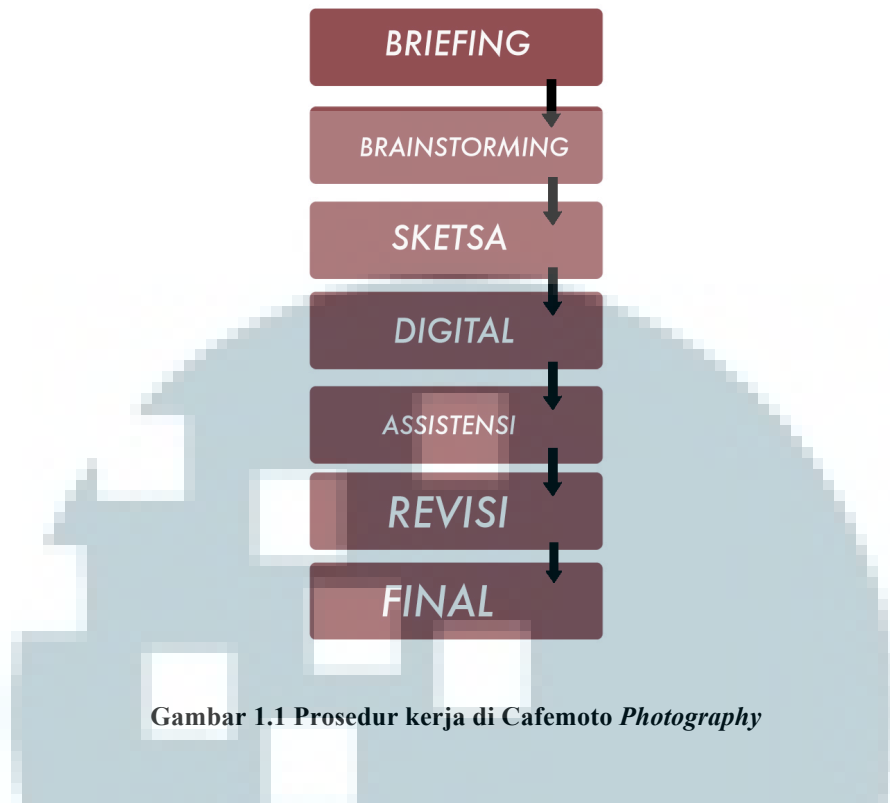 BRIEFING
BRAINSTORMING
SKETSA
DIGITAL
ASSISTENSI
REVISI
FINAL
Gambar 1.1 Prosedur kerja di Cafemoto Photography